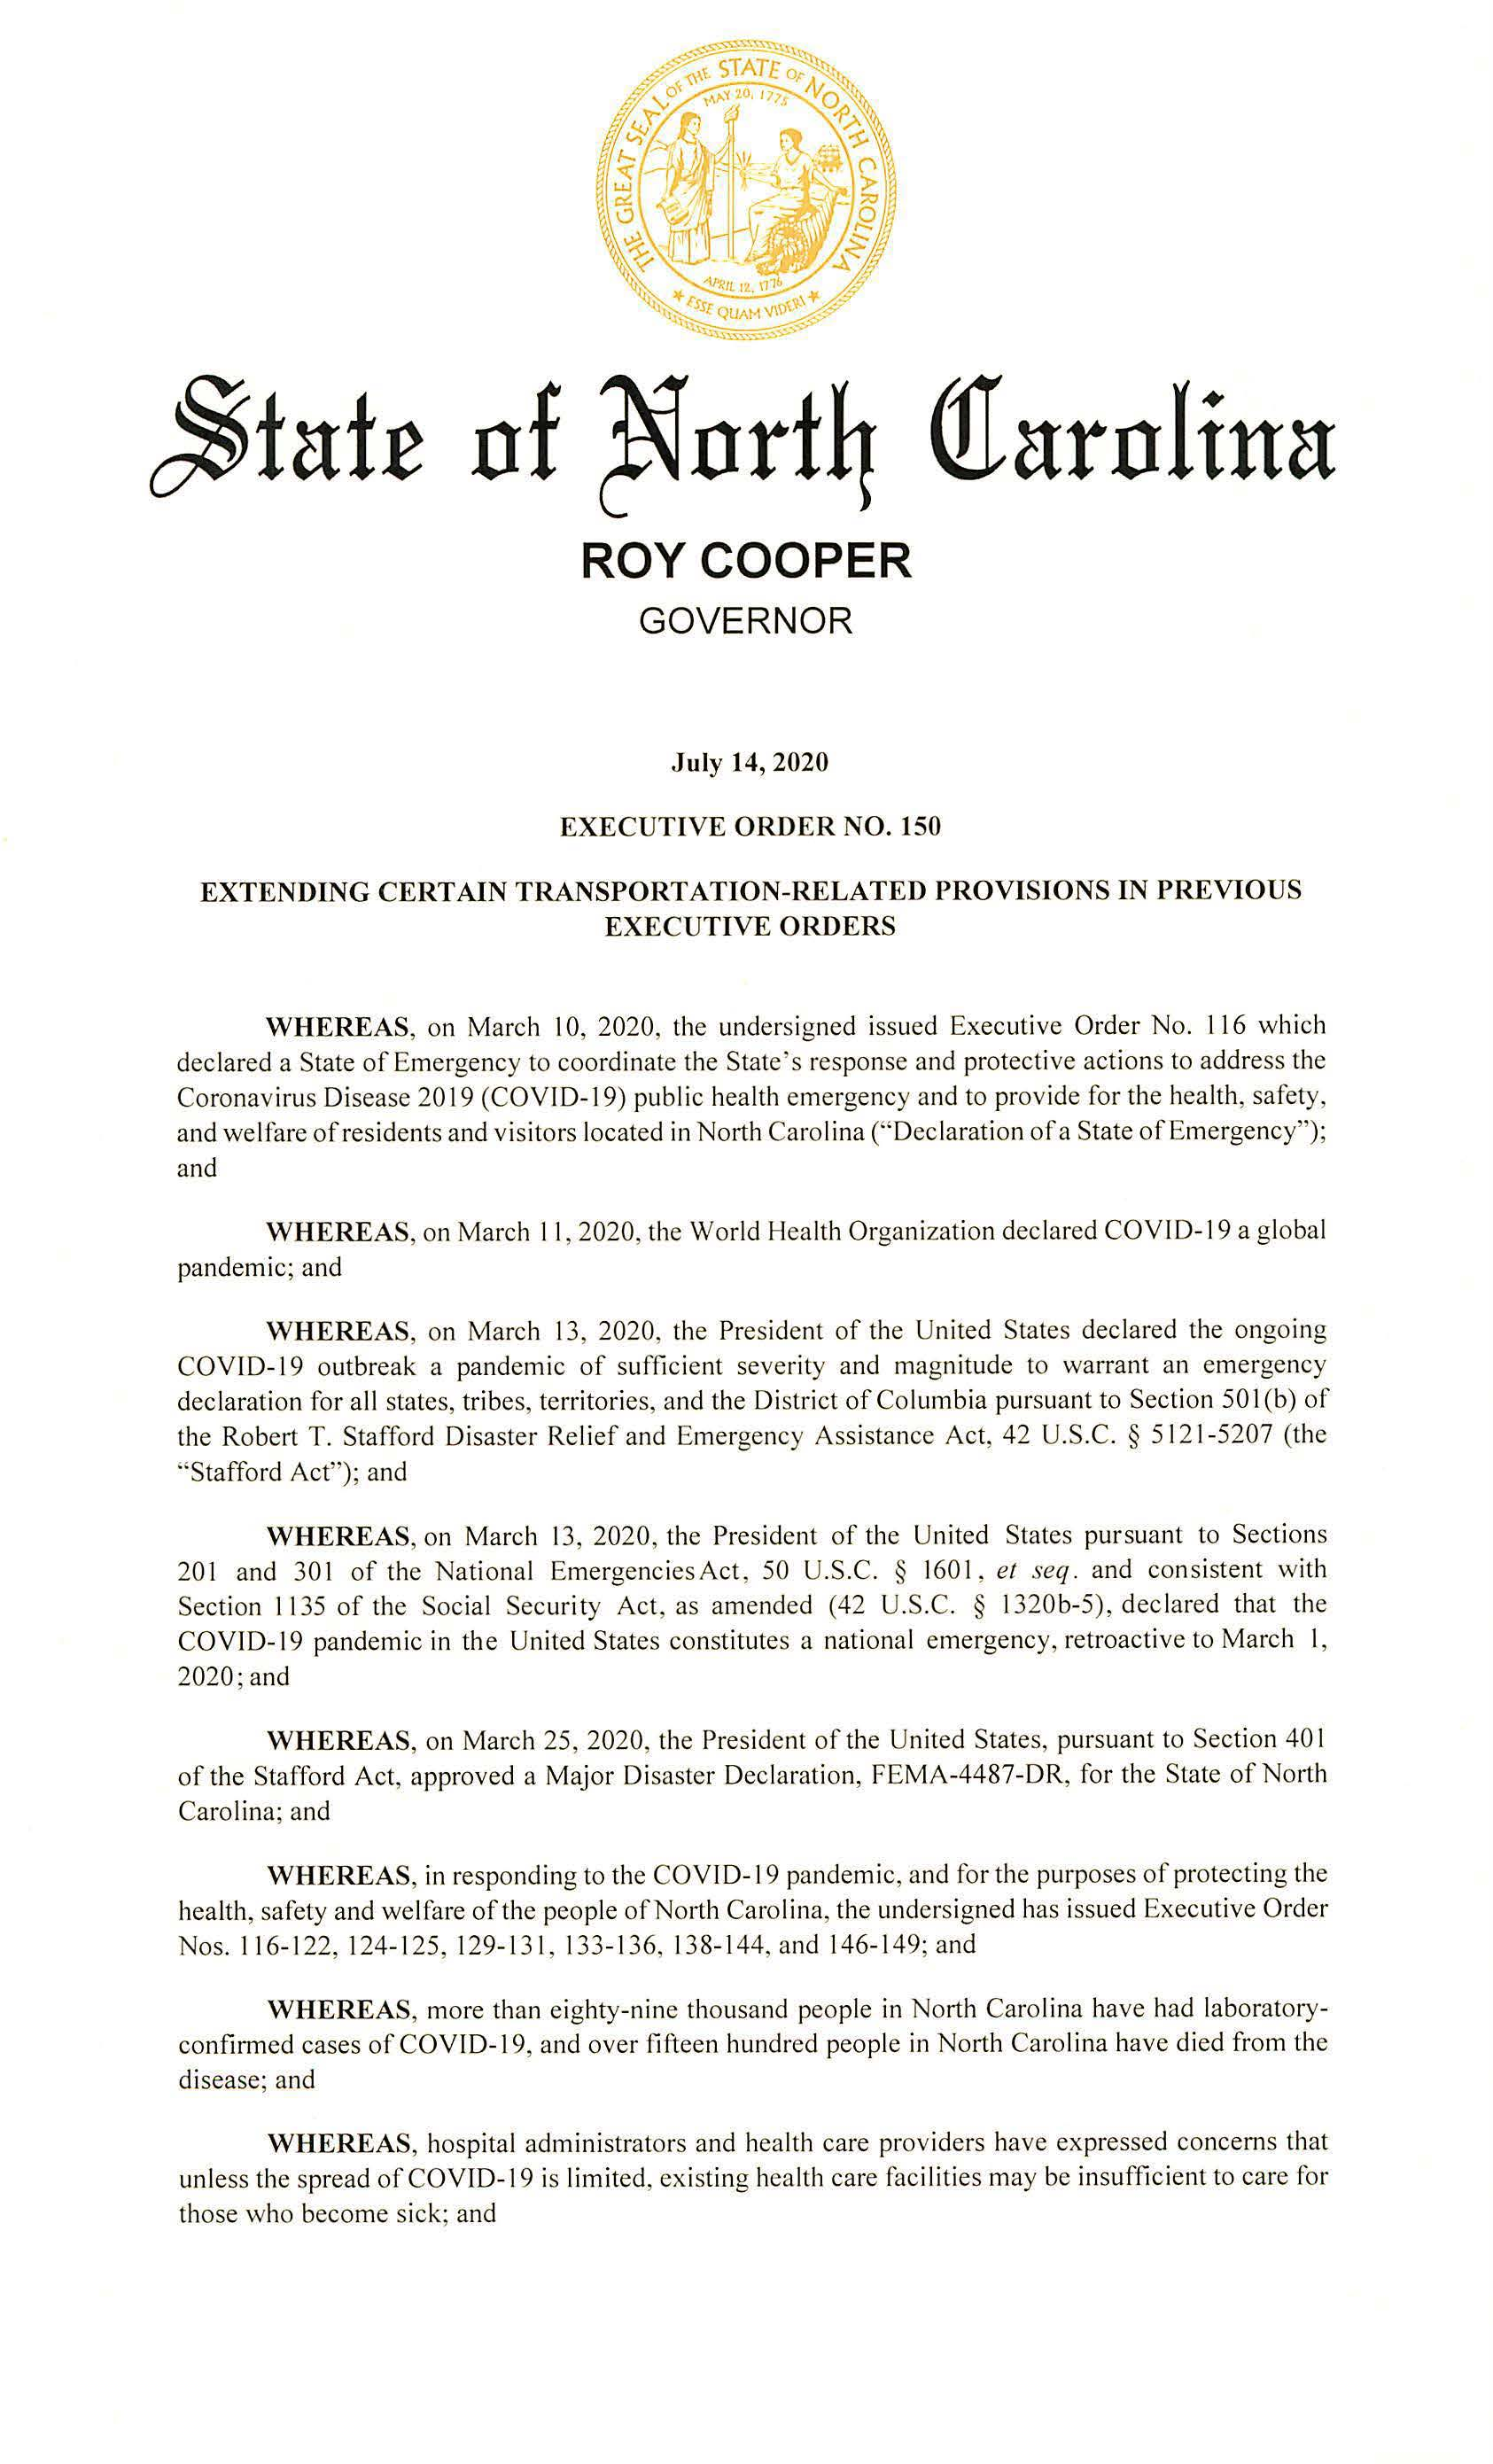 THE GREAT SEAL OF THE STATE OF NORTH CAROLINA
MAY 20, 1775
APRIL 12, 1776
★ ESSE QUAM VIDERI ★
State of North Carolina
ROY COOPER
GOVERNOR
July 14, 2020
EXECUTIVE ORDER NO. 150
EXTENDING CERTAIN TRANSPORTATION-RELATED PROVISIONS IN PREVIOUS
EXECUTIVE ORDERS
WHEREAS, on March 10, 2020, the undersigned issued Executive Order No. 116 which
declared a State of Emergency to coordinate the State's response and protective actions to address the
Coronavirus Disease 2019 (COVID-19) public health emergency and to provide for the health, safety,
and welfare of residents and visitors located in North Carolina (“Declaration of a State of Emergency”);
and
WHEREAS, on March 11, 2020, the World Health Organization declared COVID-19 a global
pandemic; and
WHEREAS, on March 13, 2020, the President of the United States declared the ongoing
COVID-19 outbreak a pandemic of sufficient severity and magnitude to warrant an emergency
declaration for all states, tribes, territories, and the District of Columbia pursuant to Section 501(b) of
the Robert T. Stafford Disaster Relief and Emergency Assistance Act, 42 U.S.C. § 5121-5207 (the
“Stafford Act”); and
WHEREAS, on March 13, 2020, the President of the United States pursuant to Sections
201 and 301 of the National Emergencies Act, 50 U.S.C. § 1601, et seq. and consistent with
Section 1135 of the Social Security Act, as amended (42 U.S.C. § 1320b-5), declared that the
COVID-19 pandemic in the United States constitutes a national emergency, retroactive to March 1,
2020; and
WHEREAS, on March 25, 2020, the President of the United States, pursuant to Section 401
of the Stafford Act, approved a Major Disaster Declaration, FEMA-4487-DR, for the State of North
Carolina; and
WHEREAS, in responding to the COVID-19 pandemic, and for the purposes of protecting the
health, safety and welfare of the people of North Carolina, the undersigned has issued Executive Order
Nos. 116-122, 124-125, 129-131, 133-136, 138-144, and 146-149; and
WHEREAS, more than eighty-nine thousand people in North Carolina have had laboratory-
confirmed cases of COVID-19, and over fifteen hundred people in North Carolina have died from the
disease; and
WHEREAS, hospital administrators and health care providers have expressed concerns that
unless the spread of COVID-19 is limited, existing health care facilities may be insufficient to care for
those who become sick; and